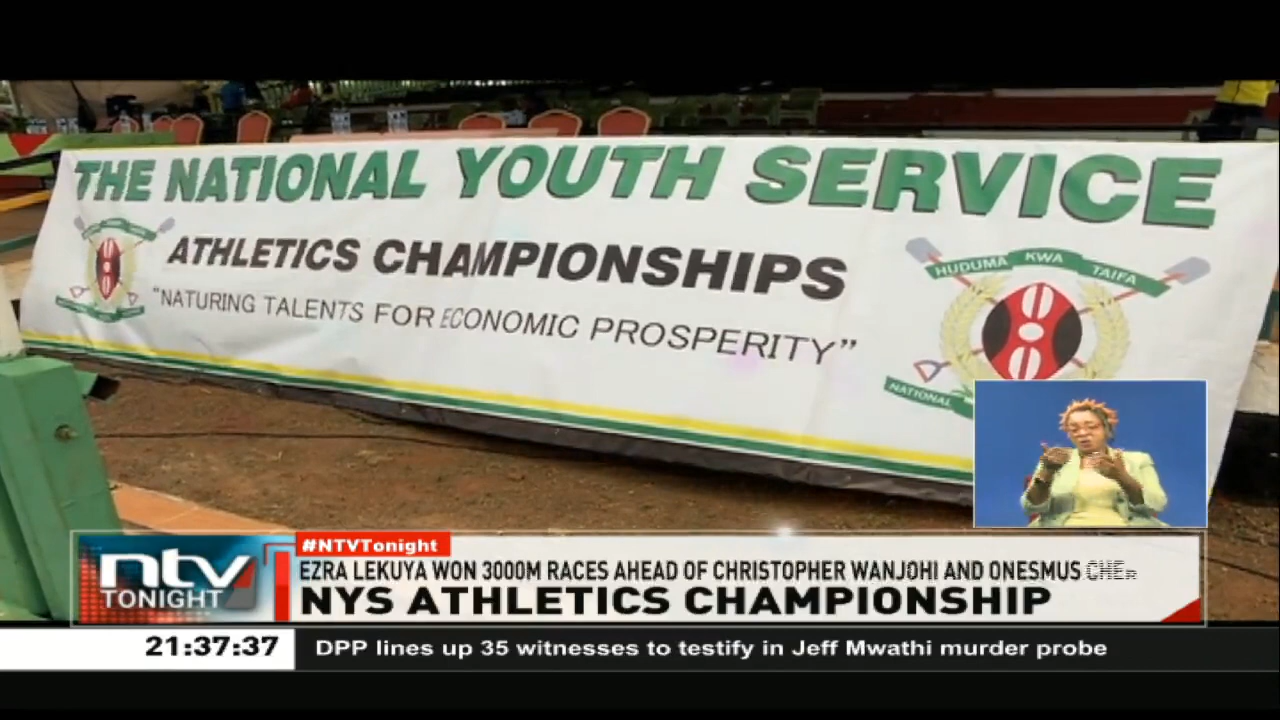 THE NATIONAL YOUTH SERVICE
ATHLETICS CHAMPIONSHIPS
"NATURING TALENTS FOR ECONOMIC PROSPERITY"
HUDUMA KWA TAIFA
NATIONAL
#NTVTonight
ntv
TONIGHT
EZRA LEKUYA WON 3000M RACES AHEAD OF CHRISTOPHER WANJOHI AND ONESMUS
NYS ATHLETICS CHAMPIONSHIP
21:37:37
DPP lines up 35 witnesses to testify in Jeff Mwathi murder probe